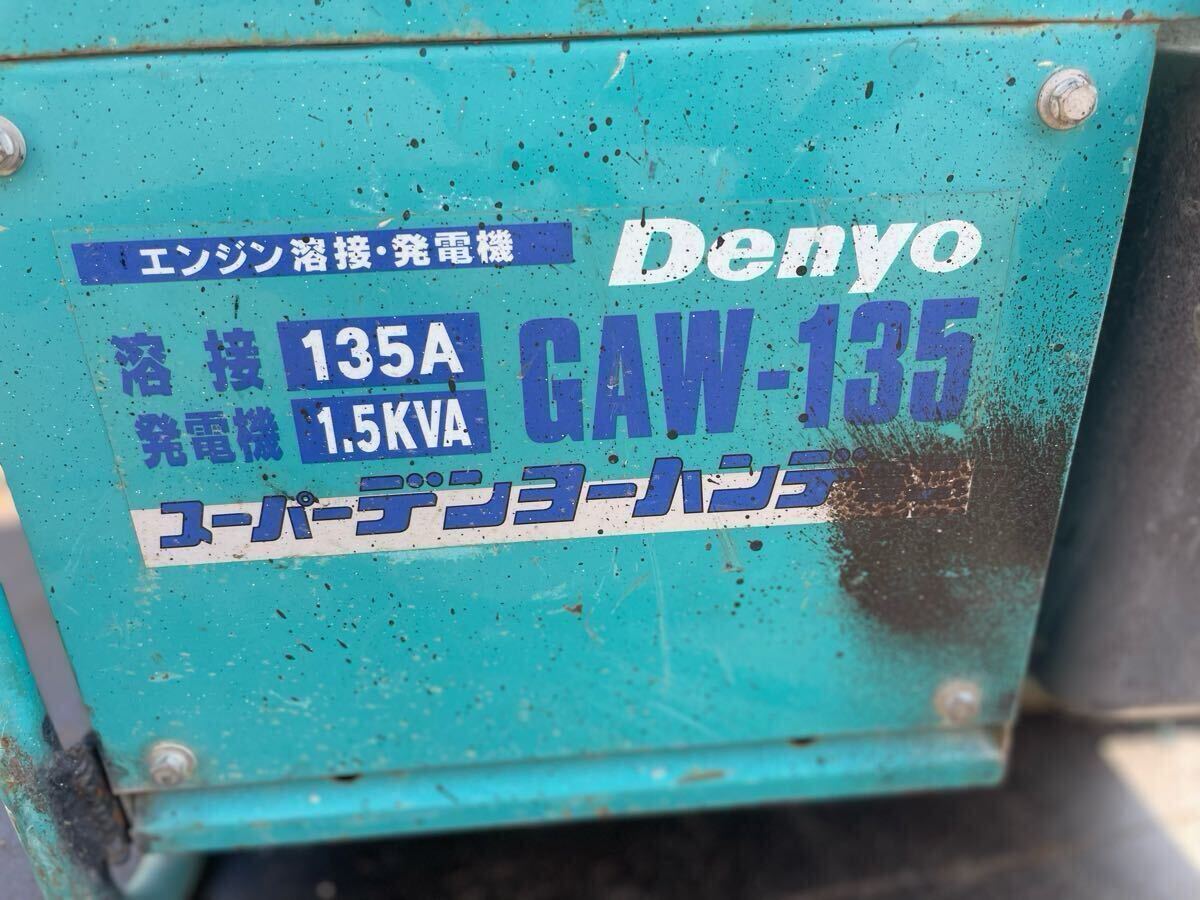 エンジン溶接・発電機
Denyo
溶接 135A
発電機 1.5KVA
GAW-135
スーパーデンヨーハンデ